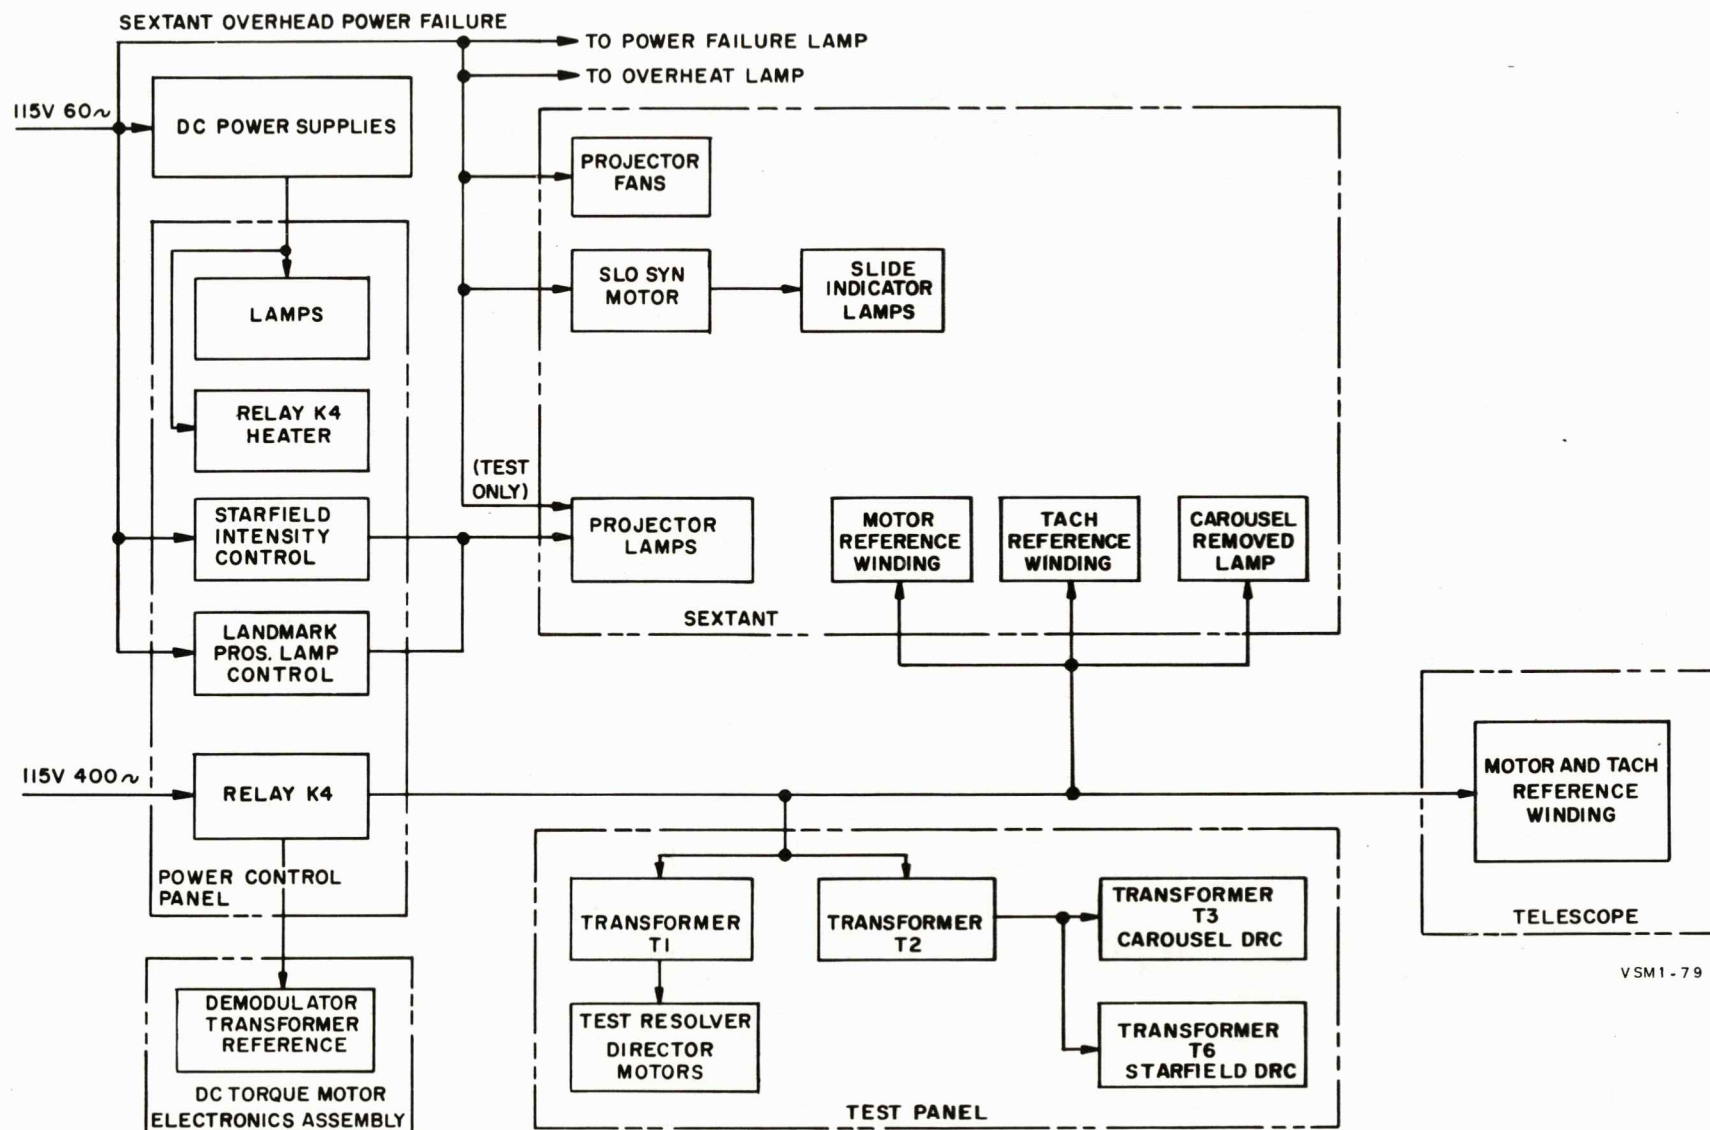 SEXTANT OVERHEAD POWER FAILURE
TO POWER FAILURE LAMP
TO OVERHEAT LAMP
115V 60~
DC POWER SUPPLIES
PROJECTOR
FANS
SLO SYN
MOTOR
SLIDE
INDICATOR
LAMPS
LAMPS
RELAY K4
HEATER
(TEST
ONLY)
STARFIELD
INTENSITY
CONTROL
PROJECTOR
LAMPS
MOTOR
REFERENCE
WINDING
TACH
REFERENCE
WINDING
CAROUSEL
REMOVED
LAMP
SEXTANT
LANDMARK
PROS. LAMP
CONTROL
115V 400~
RELAY K4
MOTOR AND TACH
REFERENCE
WINDING
TELESCOPE
POWER CONTROL
PANEL
TRANSFORMER
T1
TRANSFORMER
T2
TRANSFORMER
T3
CAROUSEL DRC
VSM1-79
DEMODULATOR
TRANSFORMER
REFERENCE
TEST RESOLVER
DIRECTOR
MOTORS
TRANSFORMER
T6
STARFIELD DRC
DC TORQUE MOTOR
ELECTRONICS ASSEMBLY
TEST PANEL